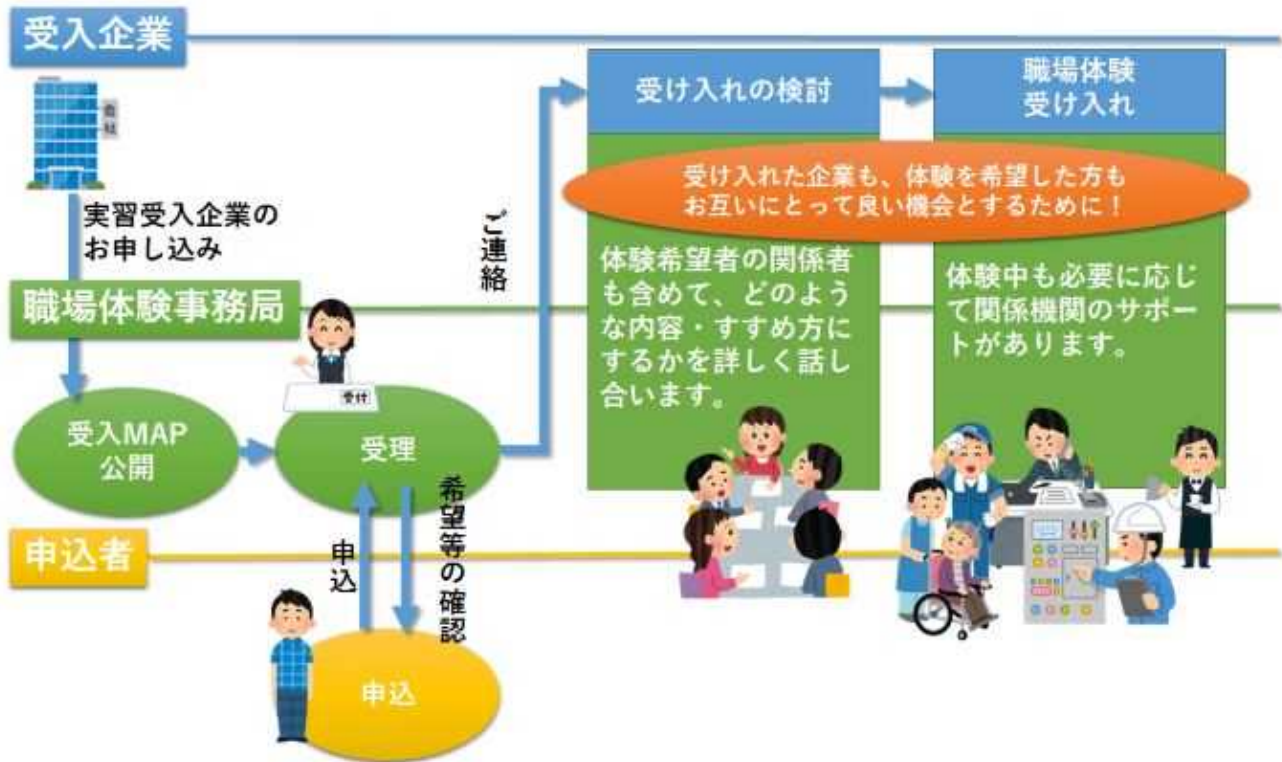 受入企業
受け入れの検討
職場体験
受け入れ
受け入れた企業も、体験を希望した方も
お互いにとって良い機会とするために！
実習受入企業の
お申し込み
ご連絡
体験希望者の関係者
も含めて、どのよう
な内容・すすめ方に
するかを詳しく話し
合います。
体験中も必要に応じ
て関係機関のサポー
トがあります。
職場体験事務局
受付
受入MAP
公開
受理
申込
希望等の確認
申込者
申込